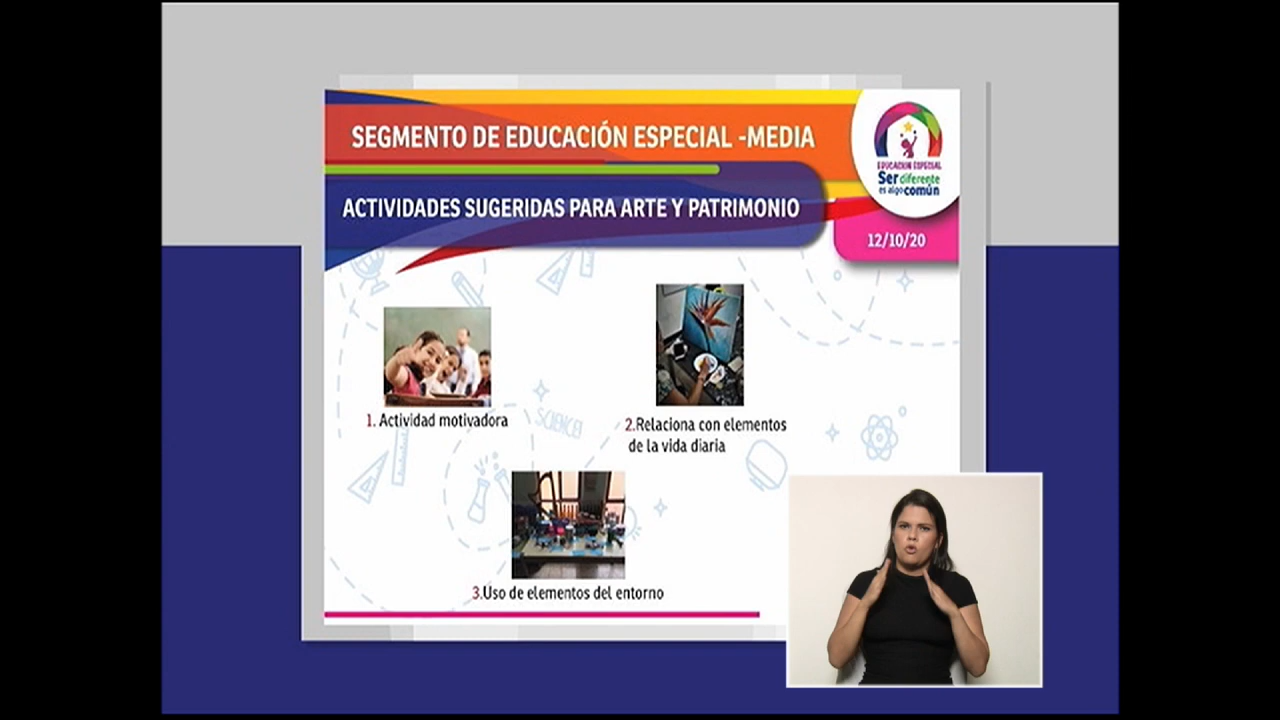 SEGMENTO DE EDUCACIÓN ESPECIAL -MEDIA
EDUCACIÓN ESPECIAL
Ser diferente
es algo común
ACTIVIDADES SUGERIDAS PARA ARTE Y PATRIMONIO
12/10/20
1. Actividad motivadora
2.Relaciona con elementos
de la vida diaria
SCIENCE!
3.Uso de elementos del entorno